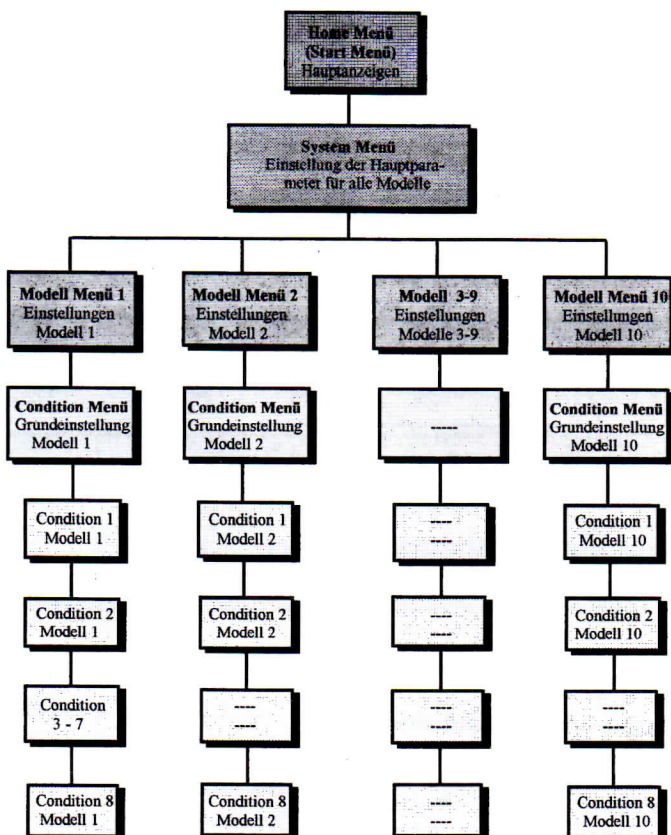 Home Menü
(Start Menü)
Hauptanzeigen
System Menü
Einstellung der Hauptpara-
meter für alle Modelle
Modell Menü 1
Einstellungen
Modell 1
Modell Menü 2
Einstellungen
Modell 2
Modell 3-9
Einstellungen
Modelle 3-9
Modell Menü 10
Einstellungen
Modell 10
Condition Menü
Grundeinstellung
Modell 1
Condition Menü
Grundeinstellung
Modell 2
-----
Condition Menü
Grundeinstellung
Modell 10
Condition 1
Modell 1
Condition 1
Modell 2
----
----
Condition 1
Modell 10
Condition 2
Modell 1
Condition 2
Modell 2
----
----
Condition 2
Modell 10
Condition
3 - 7
----
----
----
----
----
----
Condition 8
Modell 1
Condition 8
Modell 2
----
----
Condition 8
Modell 10